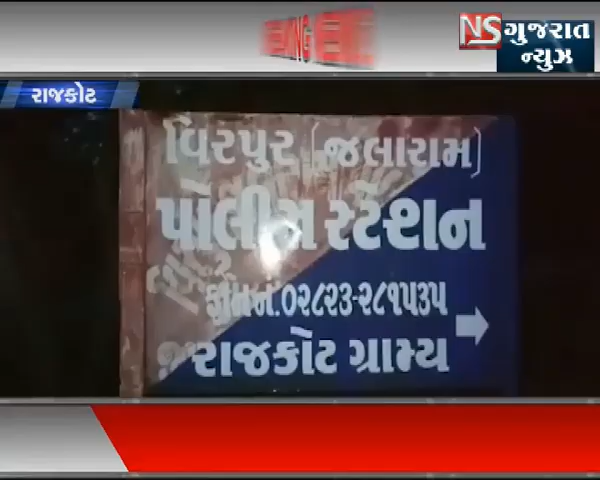 NS ગુજરાત
ન્યુઝ
રાજકોટ
વિરપુર (જલારામ)
પોલીસ સ્ટેશન
ફોન નં. ૦૨૮૨૩-૨૮૧૫૩૫
રાજકોટ ગ્રામ્ય